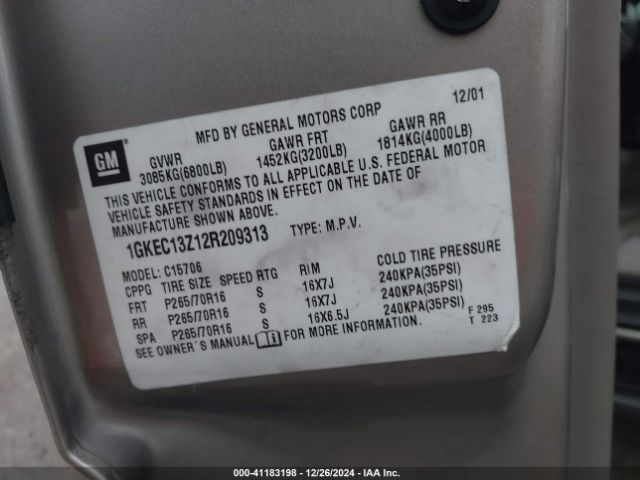 MFD BY GENERAL MOTORS CORP 12/01
GM
GVWR GAWR FRT GAWR RR
3085KG(6800LB) 1452KG(3200LB) 1814KG(4000LB)
THIS VEHICLE CONFORMS TO ALL APPLICABLE U.S. FEDERAL MOTOR
VEHICLE SAFETY STANDARDS IN EFFECT ON THE DATE OF
MANUFACTURE SHOWN ABOVE.
1GKEC13Z12R209313 TYPE: M.P.V.
MODEL: C15706
CPPG TIRE SIZE SPEED RTG RIM COLD TIRE PRESSURE
FRT P265/70R16 S 16X7J 240KPA(35PSI)
RR P265/70R16 S 16X7J 240KPA(35PSI)
SPA P265/70R16 S 16X6.5J 240KPA(35PSI)
SEE OWNER'S MANUAL FOR MORE INFORMATION.
F 295
T 223
000-41183198 - 12/26/2024 - IAA Inc.